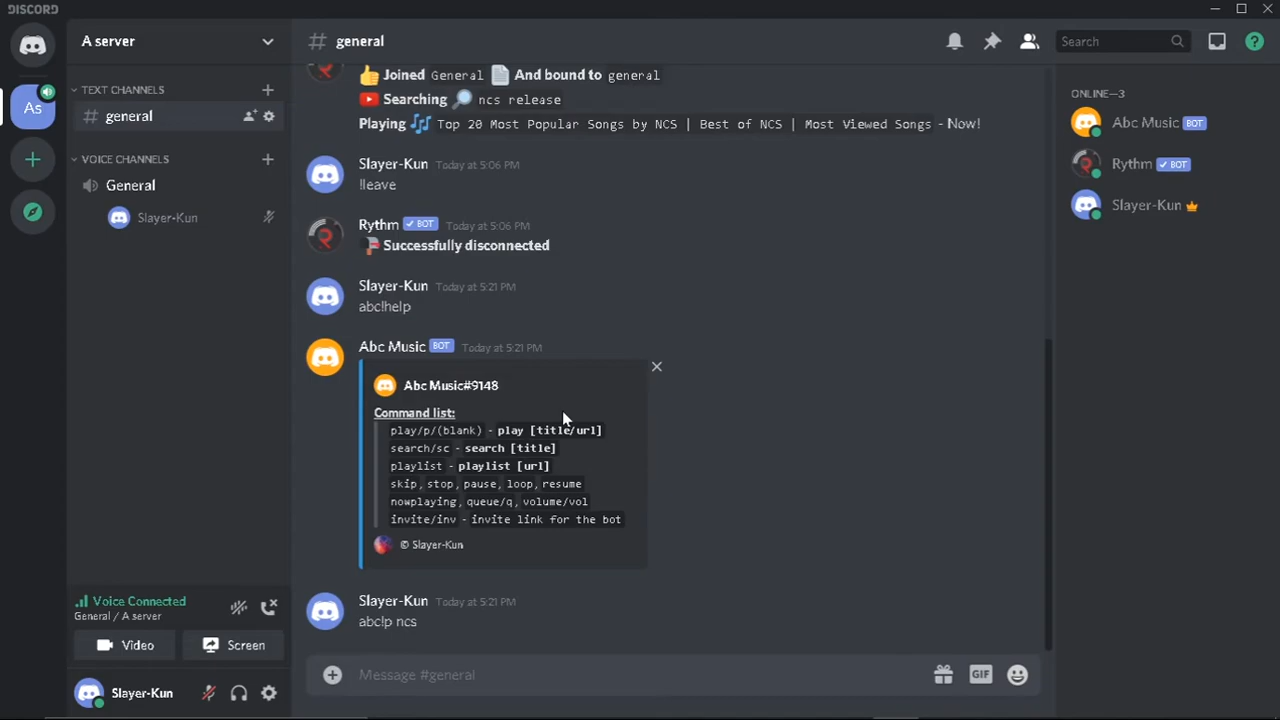 DISCORD
A server
general
Search
TEXT CHANNELS
general
VOICE CHANNELS
General
Slayer-Kun
Voice Connected
General / A server
Video
Screen
Slayer-Kun
As
Joined General And bound to general
Searching ncs release
Playing Top 20 Most Popular Songs by NCS | Best of NCS | Most Viewed Songs - Now!
Slayer-Kun Today at 5:06 PM
!leave
Rythm BOT Today at 5:06 PM
Successfully disconnected
Slayer-Kun Today at 5:21 PM
abc!help
Abc Music BOT Today at 5:21 PM
Abc Music#9148
Command list:
play/p/(blank) - play [title/url]
search/sc - search [title]
playlist - playlist [url]
skip, stop, pause, loop, resume
nowplaying, queue/q, volume/vol
invite/inv - invite link for the bot
© Slayer-Kun
Slayer-Kun Today at 5:21 PM
abc!p ncs
Message #general
GIF
ONLINE—3
Abc Music BOT
Rythm BOT
Slayer-Kun